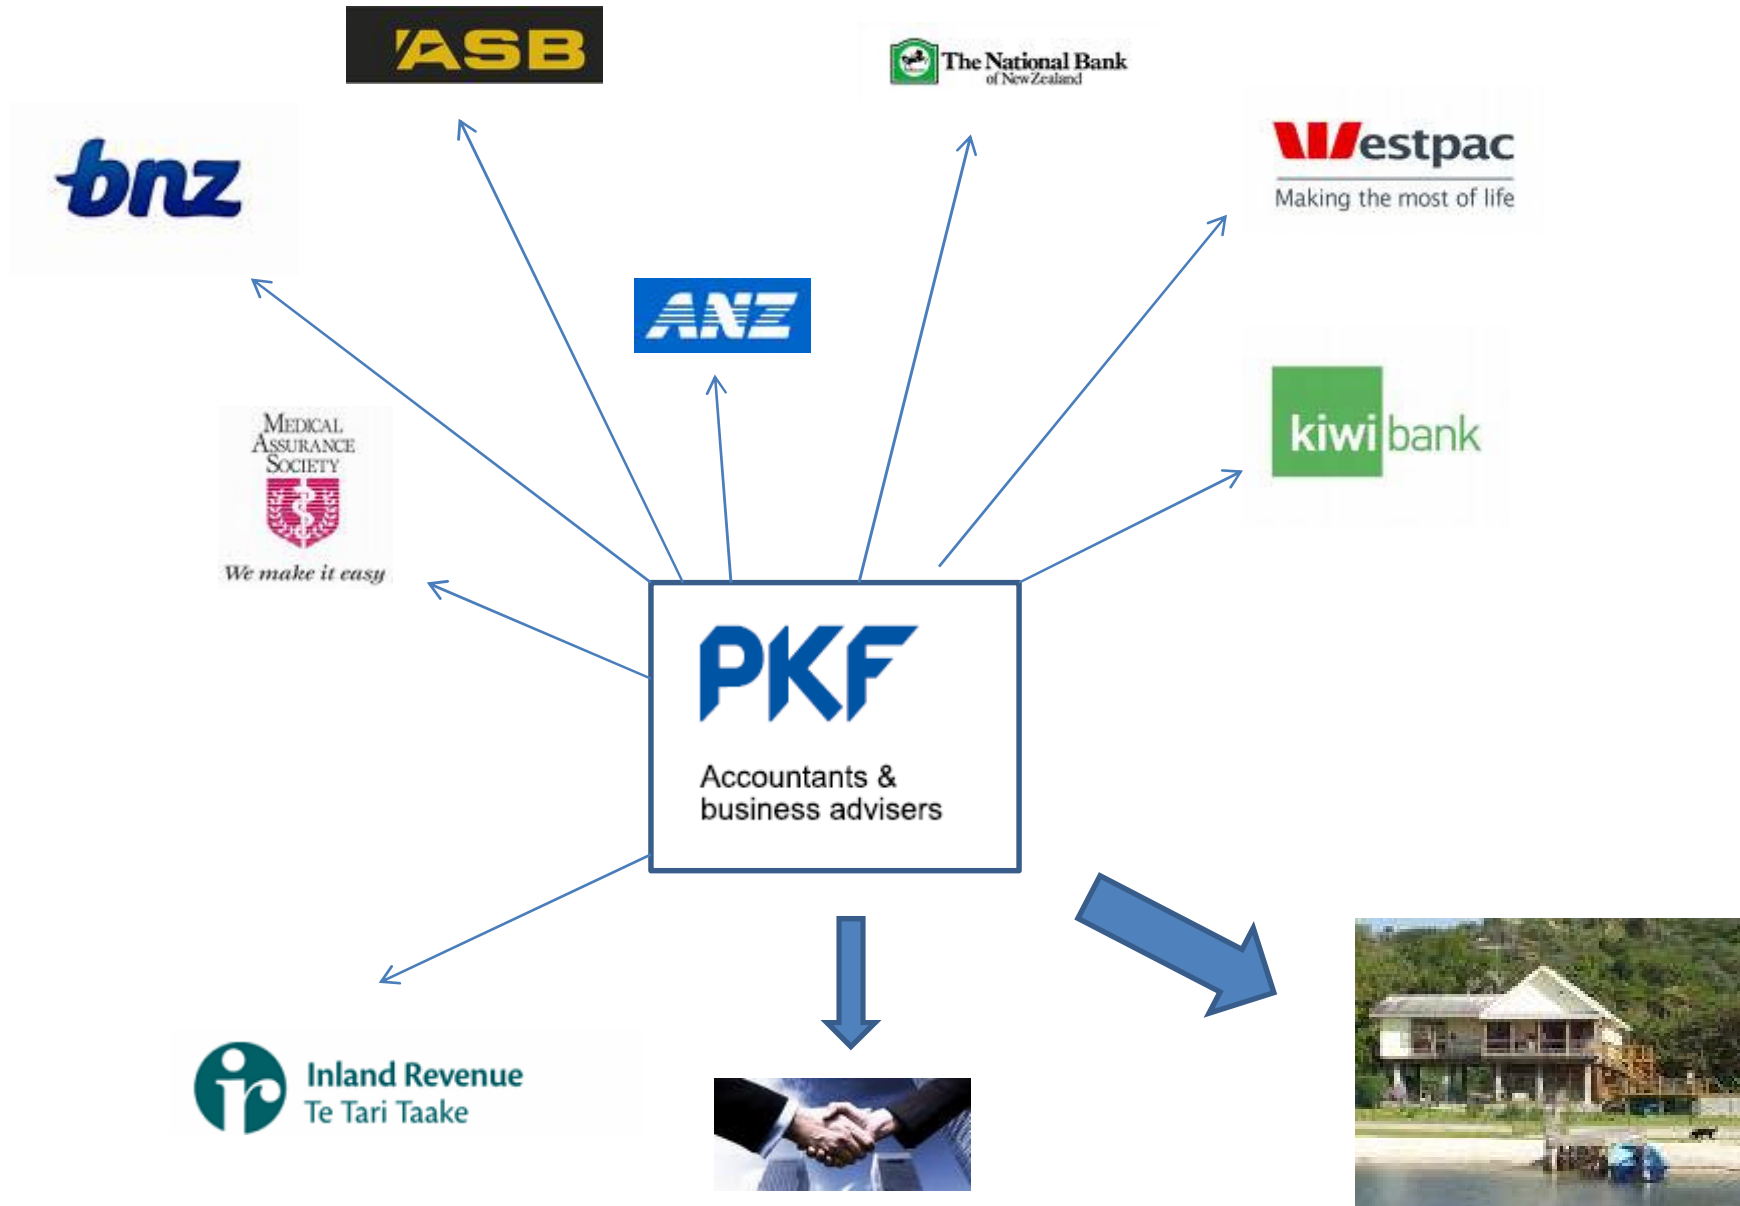 ASB
The National Bank
of New Zealand
bnz
Westpac
Making the most of life
ANZ
kiwibank
MEDICAL
ASSURANCE
SOCIETY
We make it easy
PKF
Accountants &
business advisers
ir
Inland Revenue
Te Tari Taake